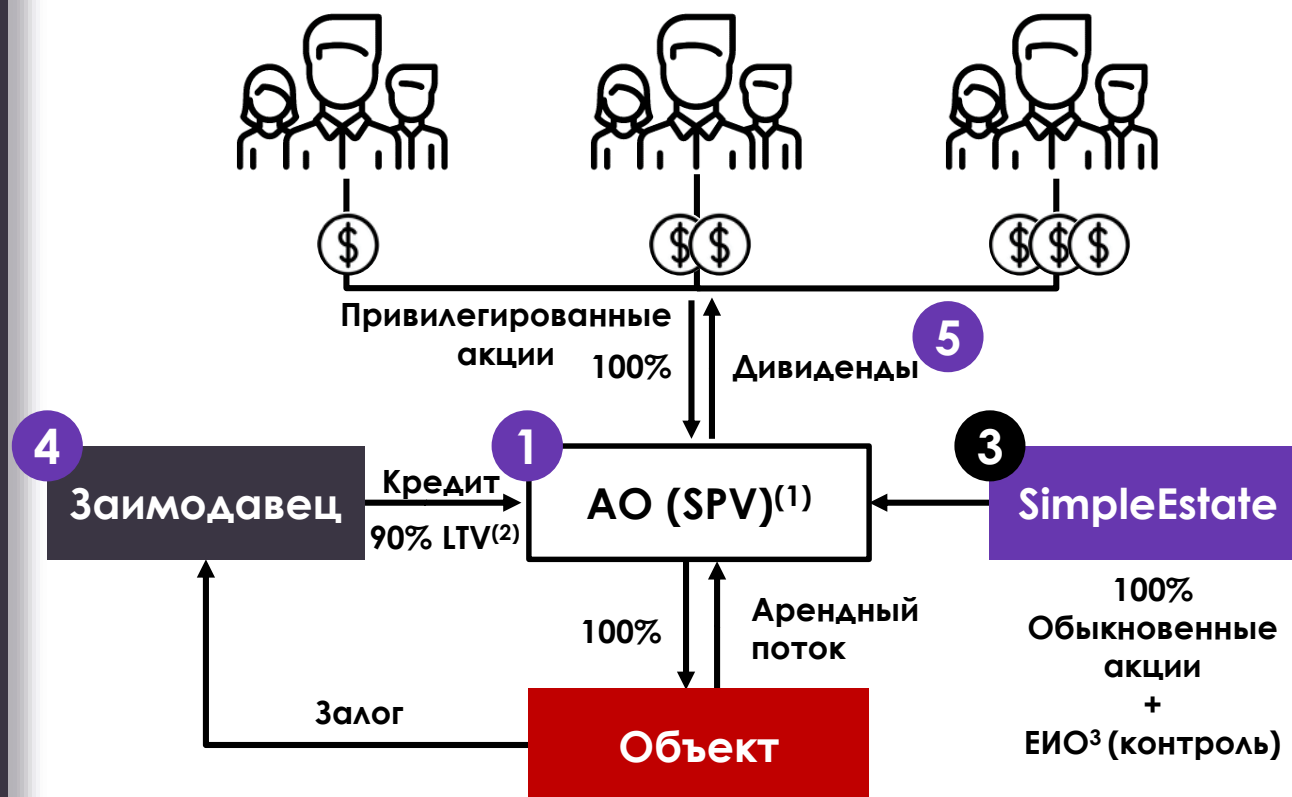 $ $ $ $ $ $
Привилегированные
акции
100%
Дивиденды
5
4
Заимодавец
Кредит
90% LTV(2)
1
АО (SPV)(1)
3
SimpleEstate
100%
Обыкновенные
акции
+
ЕИО3 (контроль)
100%
Арендный
поток
Залог
Объект